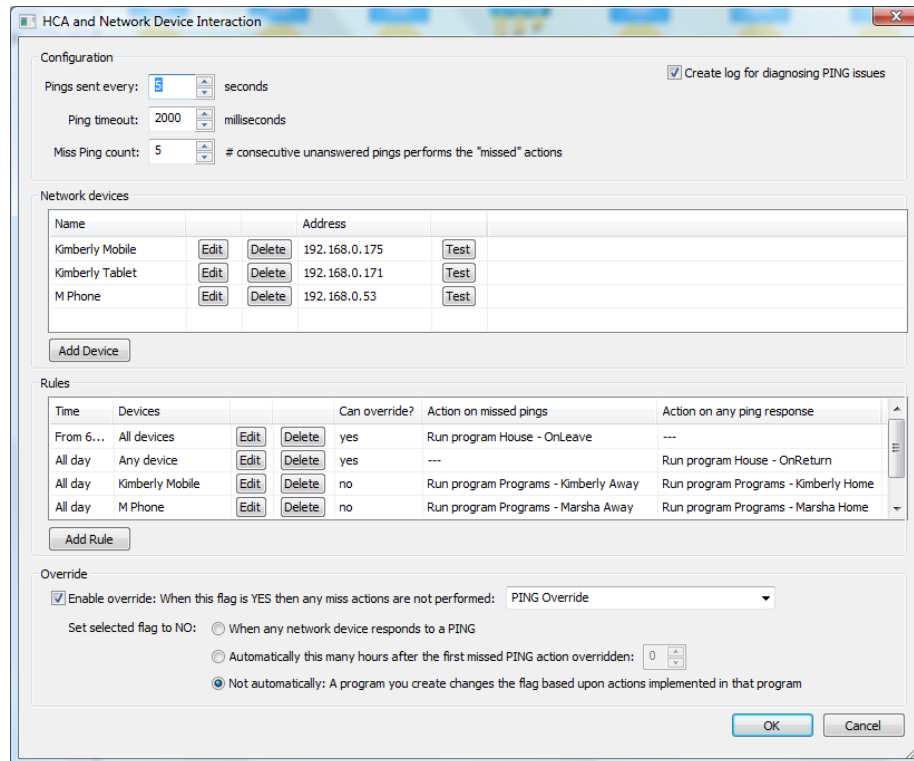 HCA and Network Device Interaction
Configuration
Create log for diagnosing PING issues
Pings sent every: 5 seconds
Ping timeout: 2000 milliseconds
Miss Ping count: 5 # consecutive unanswered pings performs the "missed" actions
Network devices
Name Address
Kimberly Mobile Edit Delete 192.168.0.175 Test
Kimberly Tablet Edit Delete 192.168.0.171 Test
M Phone Edit Delete 192.168.0.53 Test
Add Device
Rules
Time Devices Can override? Action on missed pings Action on any ping response
From 6... All devices Edit Delete yes Run program House - OnLeave ---
All day Any device Edit Delete yes --- Run program House - OnReturn
All day Kimberly Mobile Edit Delete no Run program Programs - Kimberly Away Run program Programs - Kimberly Home
All day M Phone Edit Delete no Run program Programs - Marsha Away Run program Programs - Marsha Home
Add Rule
Override
Enable override: When this flag is YES then any miss actions are not performed: PING Override
Set selected flag to NO: When any network device responds to a PING
Automatically this many hours after the first missed PING action overridden: 0
Not automatically: A program you create changes the flag based upon actions implemented in that program
OK Cancel